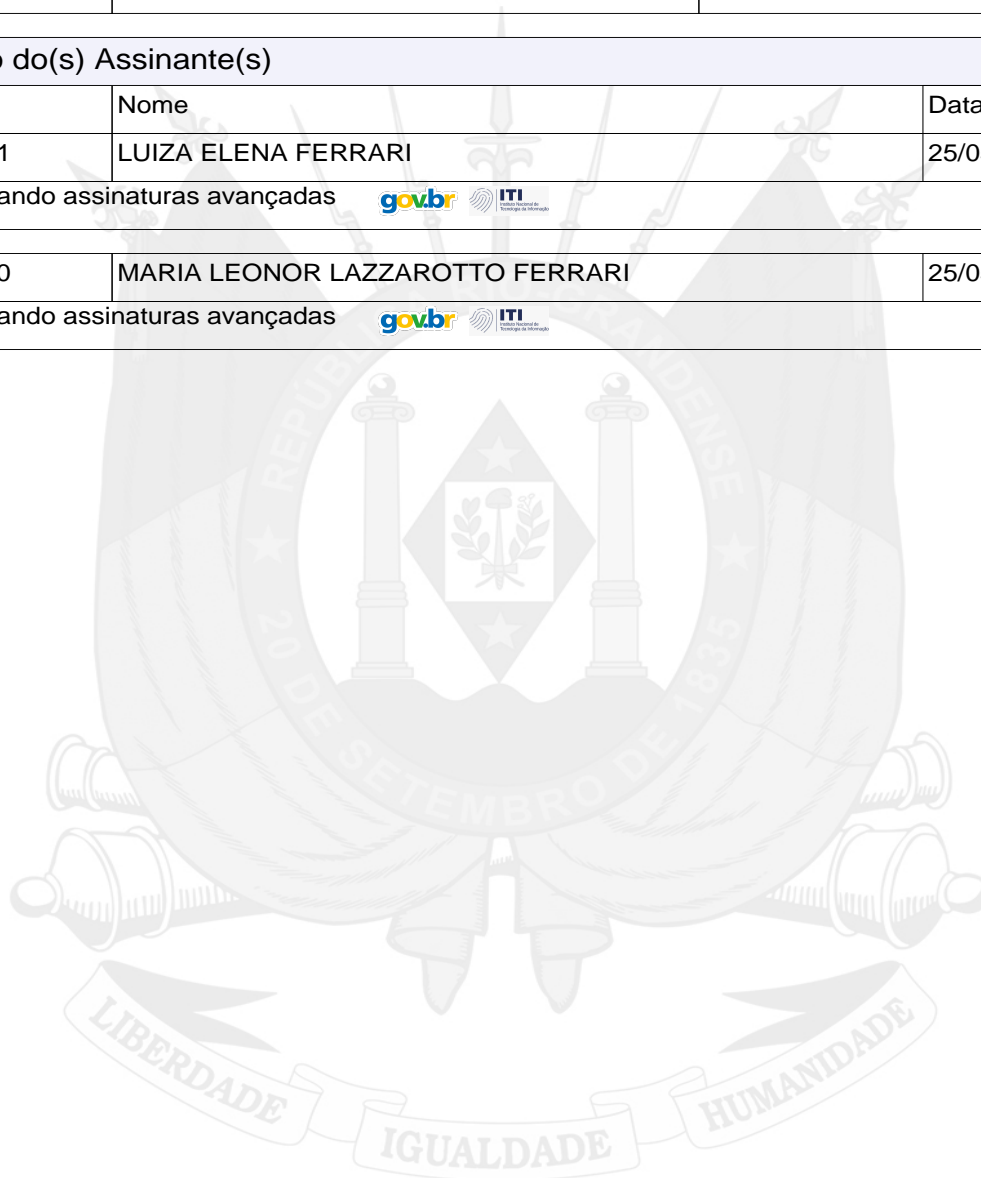 o do(s) Assinante(s)
Nome Data
1 LUIZA ELENA FERRARI 25/0
ando assinaturas avançadas gov.br ITI
0 MARIA LEONOR LAZZAROTTO FERRARI 25/0
ando assinaturas avançadas gov.br ITI
REPÚBLICA RIO-GRANDENSE
20 DE SETEMBRO DE 1835
LIBERDADE
IGUALDADE
HUMANIDADE